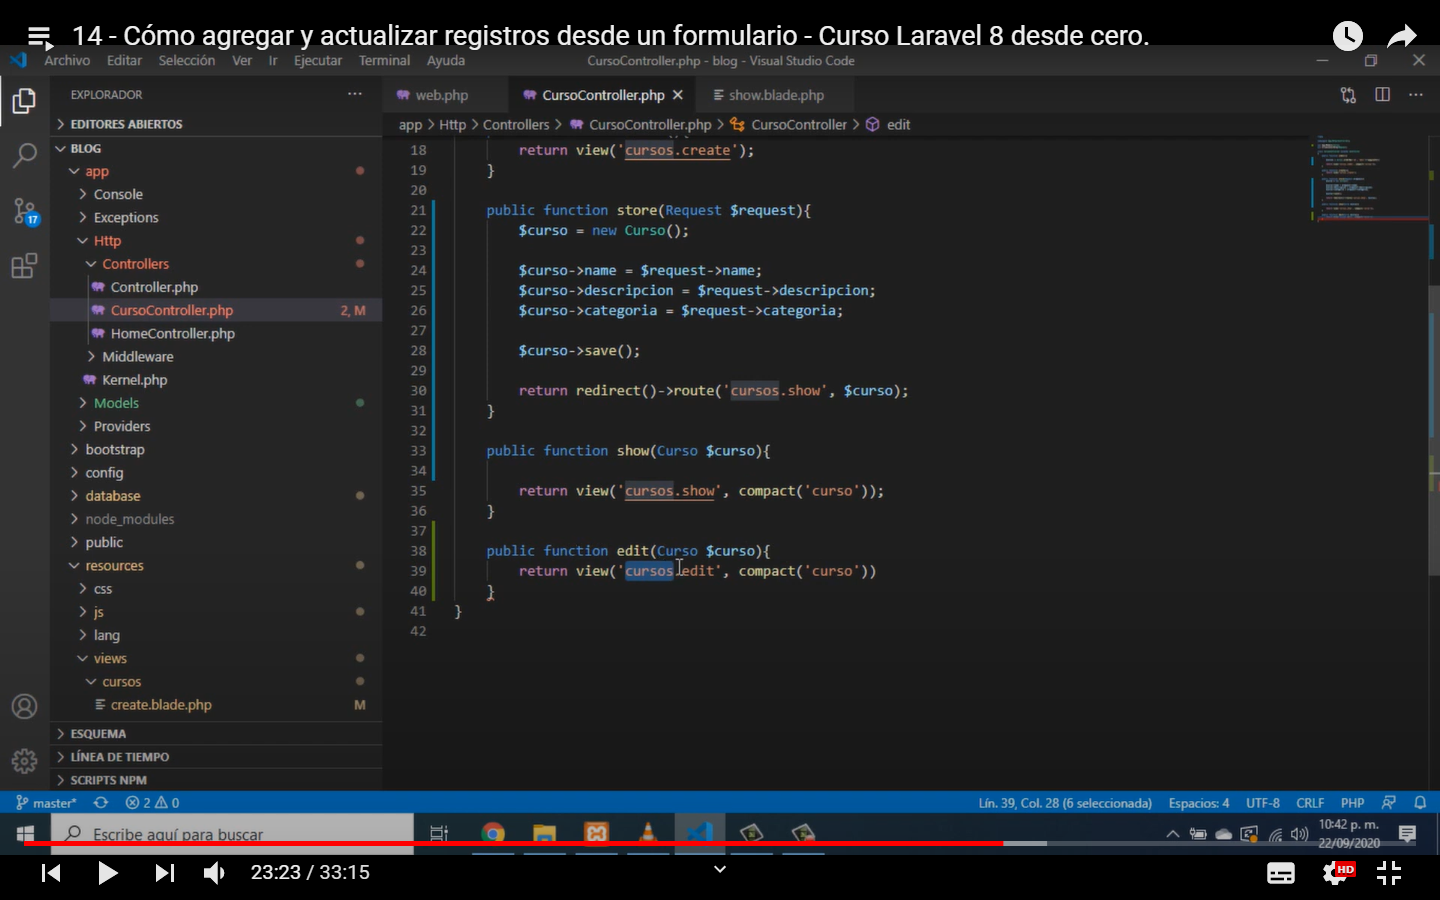 14 - Cómo agregar y actualizar registros desde un formulario - Curso Laravel 8 desde cero.
Archivo Editar Selección Ver Ir Ejecutar Terminal Ayuda
CursoController.php - blog - Visual Studio Code
EXPLORADOR
web.php
CursoController.php
show.blade.php
EDITORES ABIERTOS
app > Http > Controllers > CursoController.php > CursoController > edit
BLOG
app
Console
Exceptions
Http
Controllers
Controller.php
CursoController.php 2, M
HomeController.php
Middleware
Kernel.php
Models
Providers
bootstrap
config
database
node_modules
public
resources
css
js
lang
views
cursos
create.blade.php M
ESQUEMA
LÍNEA DE TIEMPO
SCRIPTS NPM
17
18 return view('cursos.create');
19 }
20
21 public function store(Request $request){
22 $curso = new Curso();
23
24 $curso->name = $request->name;
25 $curso->descripcion = $request->descripcion;
26 $curso->categoria = $request->categoria;
27
28 $curso->save();
29
30 return redirect()->route('cursos.show', $curso);
31 }
32
33 public function show(Curso $curso){
34
35 return view('cursos.show', compact('curso'));
36 }
37
38 public function edit(Curso $curso){
39 return view('cursos.edit', compact('curso'))
40 }
41 }
42
master* 2 0
Lín. 39, Col. 28 (6 seleccionada) Espacios: 4 UTF-8 CRLF PHP
Escribe aquí para buscar
10:42 p. m.
22/09/2020
23:23 / 33:15
HD